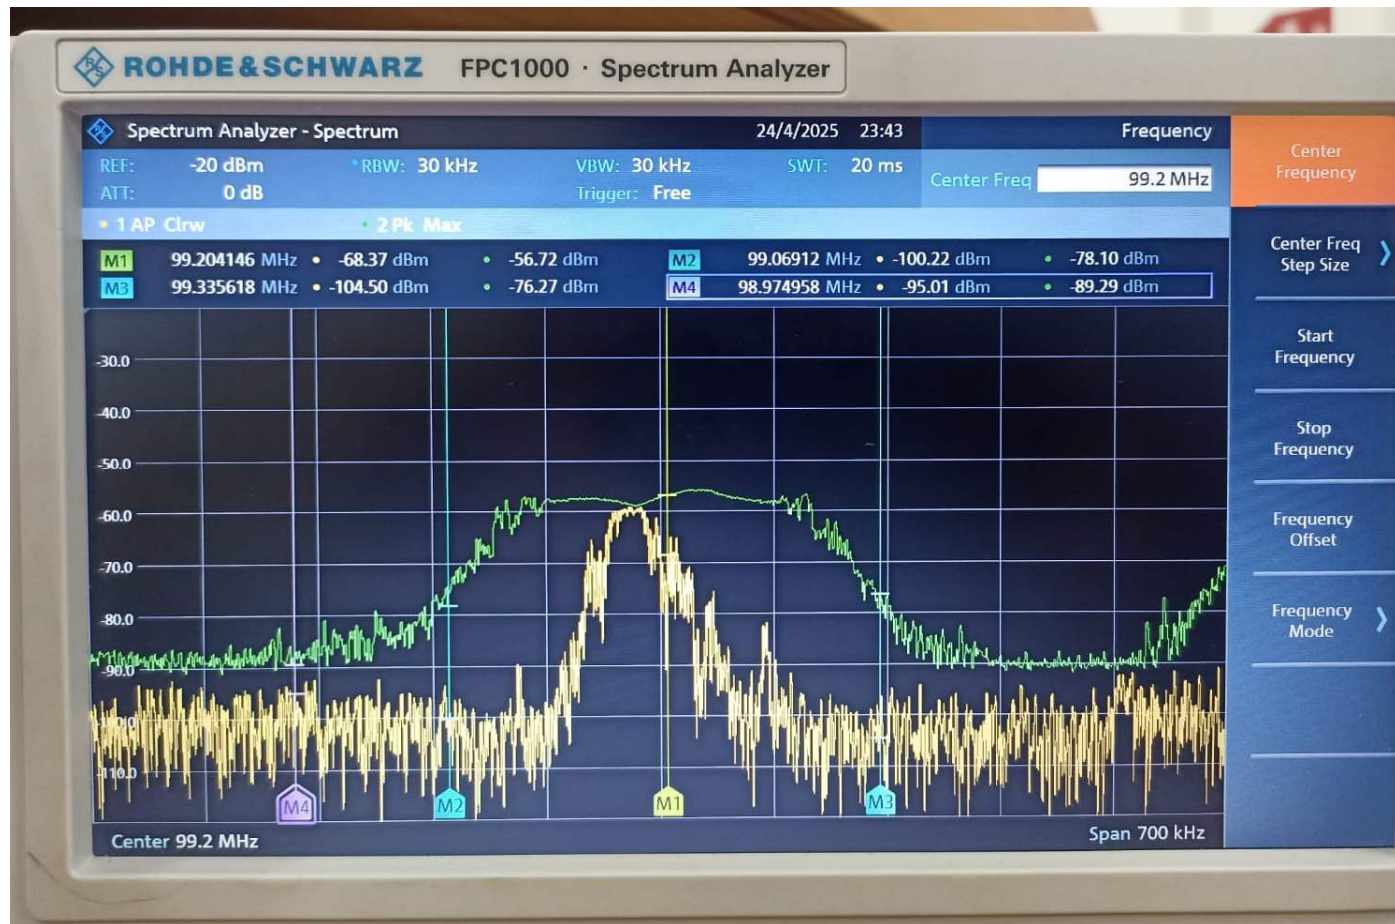 ROHDE&SCHWARZ FPC1000 · Spectrum Analyzer
Spectrum Analyzer - Spectrum 24/4/2025 23:43 Frequency
REF: -20 dBm RBW: 30 kHz VBW: 30 kHz SWT: 20 ms Center Freq 99.2 MHz
ATT: 0 dB Trigger: Free
1 AP Clrw 2 Pk Max
M1 99.204146 MHz -68.37 dBm -56.72 dBm M2 99.06912 MHz -100.22 dBm -78.10 dBm
M3 99.335618 MHz -104.50 dBm -76.27 dBm M4 98.974958 MHz -95.01 dBm -89.29 dBm
-30.0
-40.0
-50.0
-60.0
-70.0
-80.0
-90.0
-110.0
M4 M2 M1 M3
Center 99.2 MHz Span 700 kHz
Center
Frequency
Center Freq
Step Size
Start
Frequency
Stop
Frequency
Frequency
Offset
Frequency
Mode